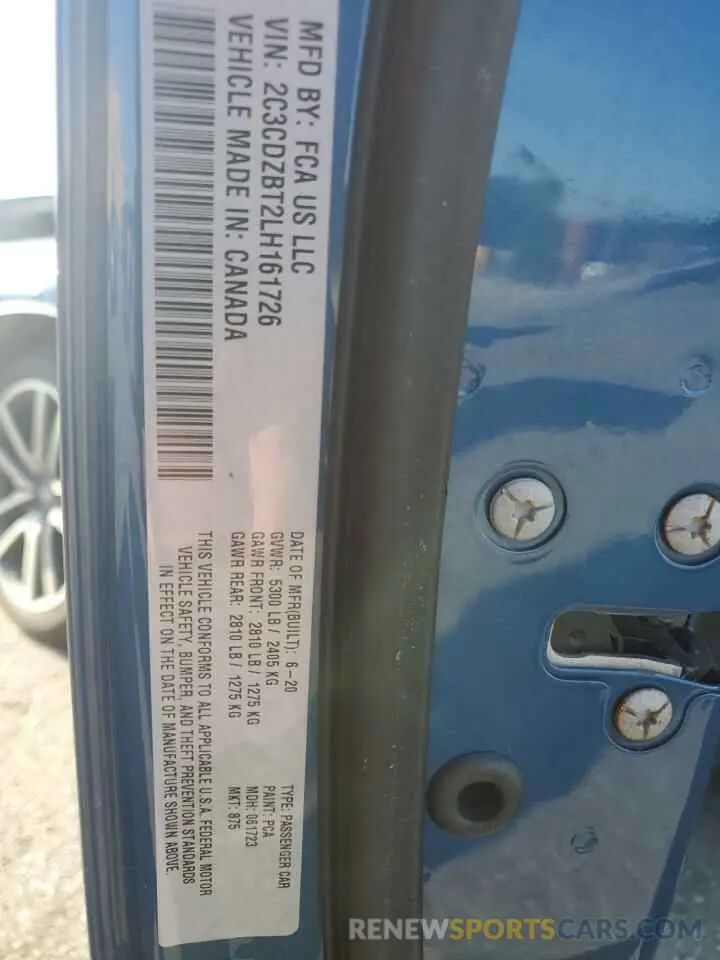 MFD BY: FCA US LLC
VIN: 2C3CDZBT2LH161726
VEHICLE MADE IN: CANADA
DATE OF MFR(BUILT): 6-20
GVWR: 5300 LB / 2405 KG
GAWR FRONT: 2810 LB / 1275 KG
GAWR REAR: 2810 LB / 1275 KG
THIS VEHICLE CONFORMS TO ALL APPLICABLE U.S.A. FEDERAL MOTOR
VEHICLE SAFETY, BUMPER, AND THEFT PREVENTION STANDARDS
IN EFFECT ON THE DATE OF MANUFACTURE SHOWN ABOVE.
TYPE: PASSENGER CAR
PAINT: PCA
MDH: 061723
MKT: 875
RENEWSPORTSCARS.COM